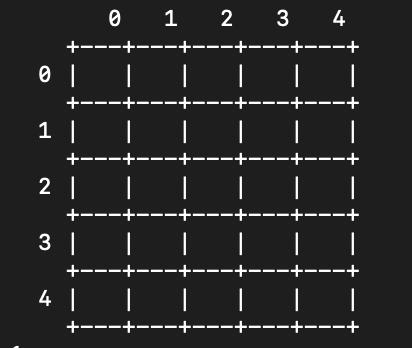 0   1   2   3   4
  +---+---+---+---+---+
0 |   |   |   |   |   |
  +---+---+---+---+---+
1 |   |   |   |   |   |
  +---+---+---+---+---+
2 |   |   |   |   |   |
  +---+---+---+---+---+
3 |   |   |   |   |   |
  +---+---+---+---+---+
4 |   |   |   |   |   |
  +---+---+---+---+---+